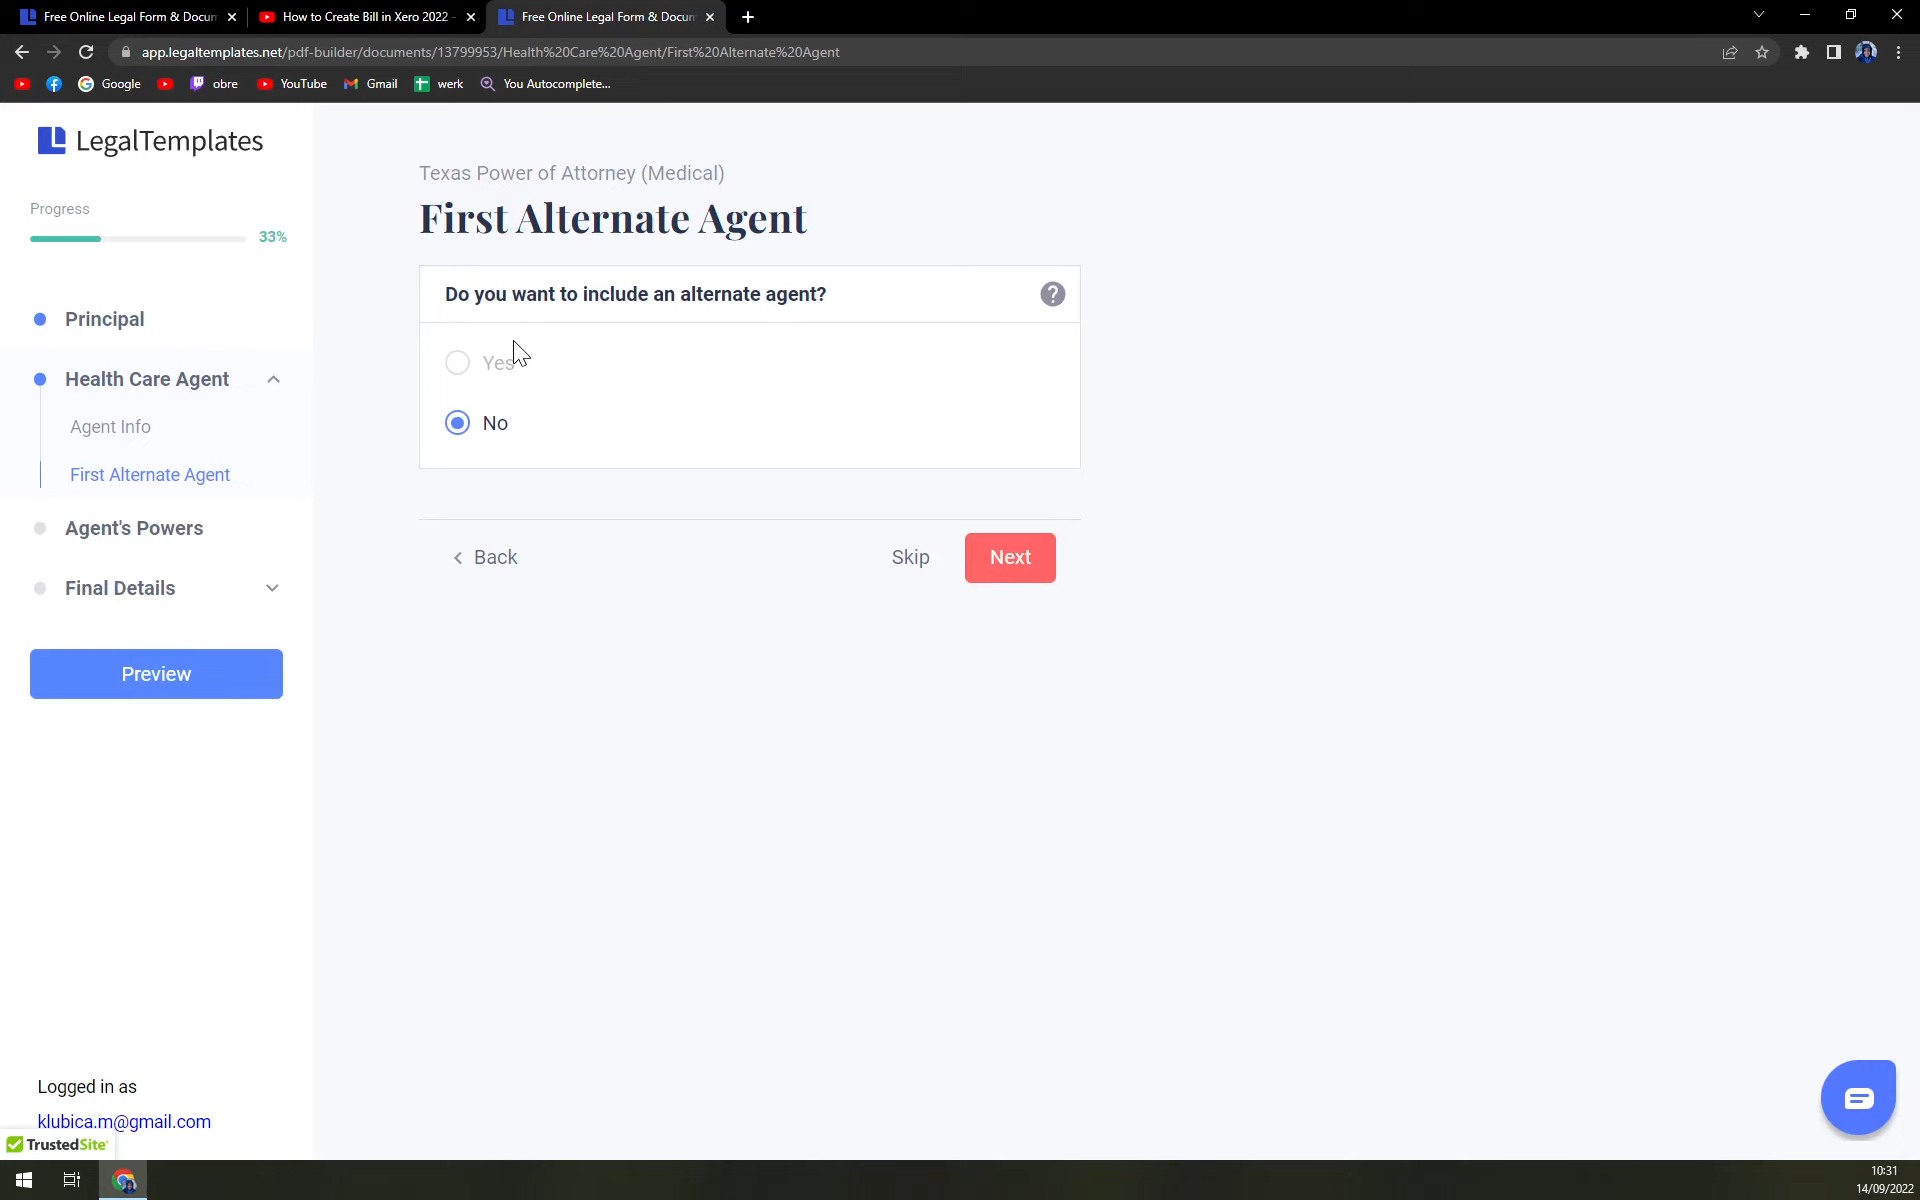 Free Online Legal Form & Docun
How to Create Bill in Xero 2022 -
Free Online Legal Form & Docun
app.legaltemplates.net/pdf-builder/documents/13799953/Health%20Care%20Agent/First%20Alternate%20Agent
Google
obre
YouTube
Gmail
werk
You Autocomplete...
LegalTemplates
Progress
33%
Principal
Health Care Agent
Agent Info
First Alternate Agent
Agent's Powers
Final Details
Preview
Texas Power of Attorney (Medical)
First Alternate Agent
Do you want to include an alternate agent?
?
Yes
No
Back
Skip
Next
Logged in as
klubica.m@gmail.com
TrustedSite
10:31
14/09/2022